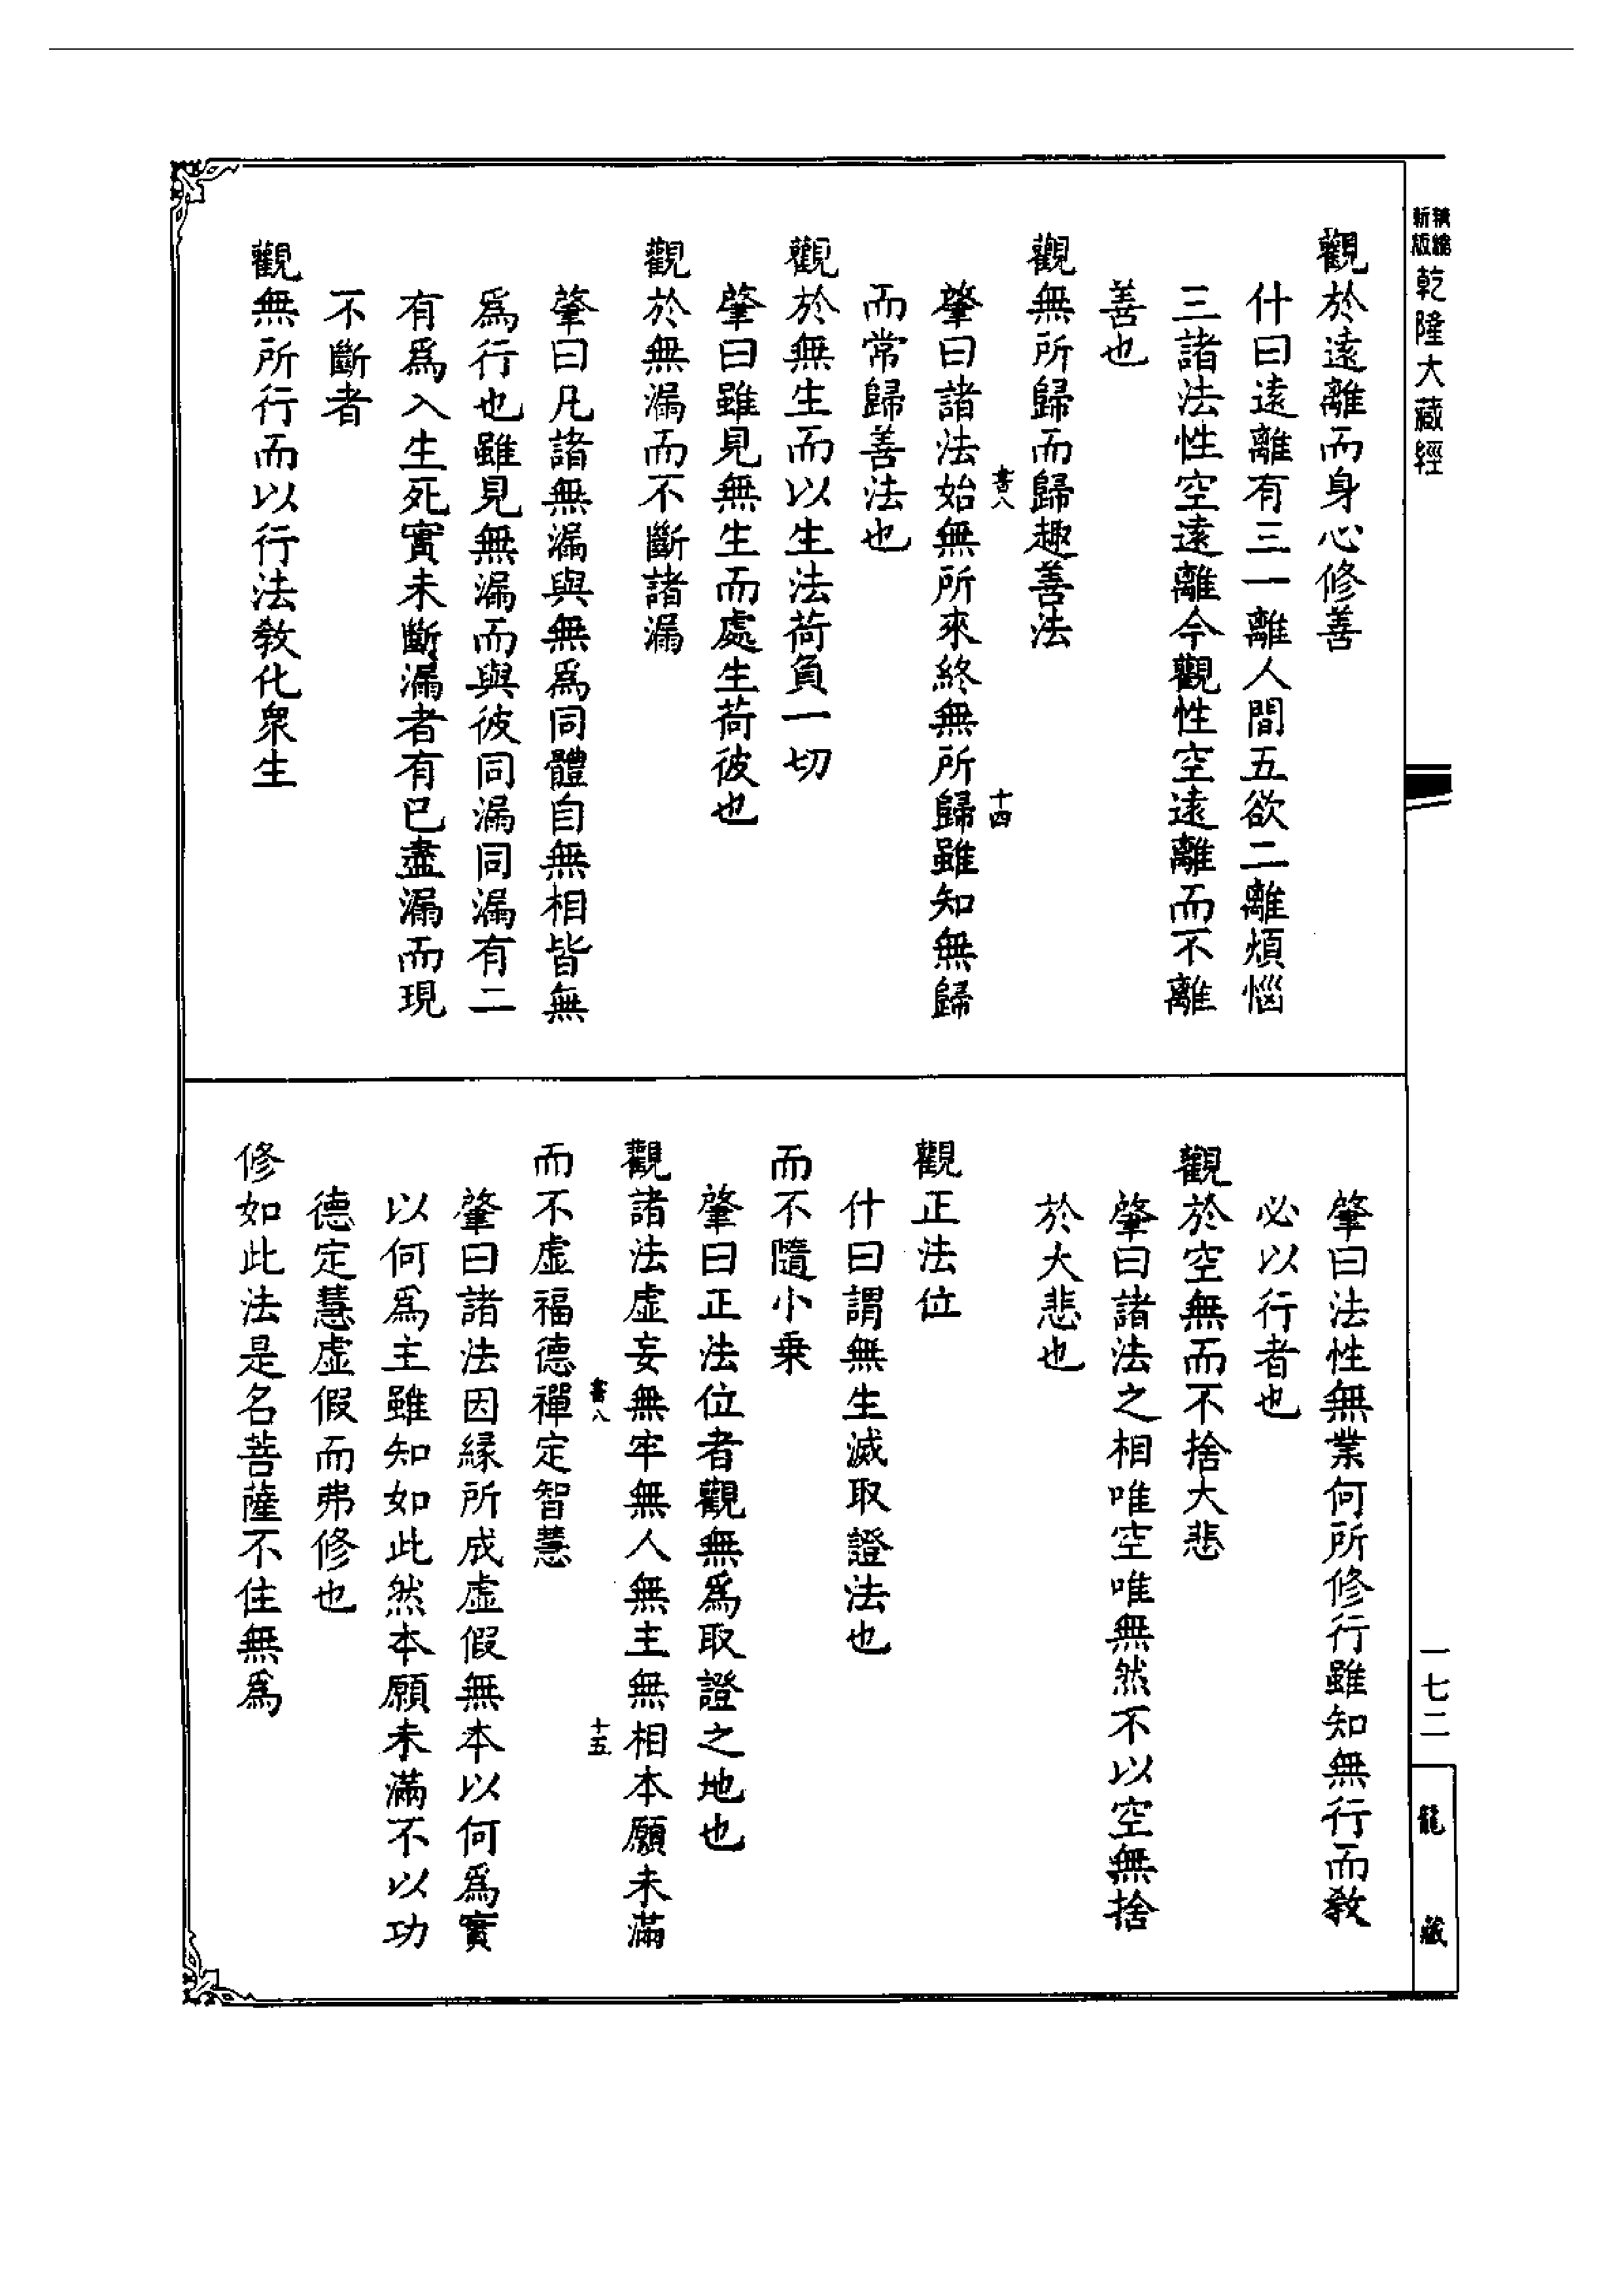 精縮新版乾隆大藏經
觀於遠離而身心修善
什曰遠離有三一離人間五欲二離煩惱
三諸法性空遠離今觀性空遠離而不離
善也
觀無所歸而歸趣善法
書八 十四
肇曰諸法始無所來終無所歸雖知無歸
而常歸善法也
觀於無生而以生法荷負一切
肇曰雖見無生而處生荷彼也
觀於無漏而不斷諸漏
肇曰凡諸無漏與無爲同體自無相皆無
爲行也雖見無漏而與彼同漏同漏有二
有爲入生死實未斷漏者有已盡漏而現
不斷者
觀無所行而以行法教化衆生
肇曰法性無業何所修行雖知無行而教
必以行者也
觀於空無而不捨大悲
肇曰諸法之相唯空唯無然不以空無捨
於大悲也
觀正法位
什曰謂無生滅取證法也
而不隨小乗
肇曰正法位者觀無爲取證之地也
觀諸法虛妄無牢無人無主無相本願未滿
書八 十五
而不虛福德禪定智慧
肇曰諸法因緣所成虛假無本以何爲實
以何爲主雖知如此然本願未滿不以功
德定慧虛假而弗修也
修如此法是名菩薩不住無爲
一七二
龍藏